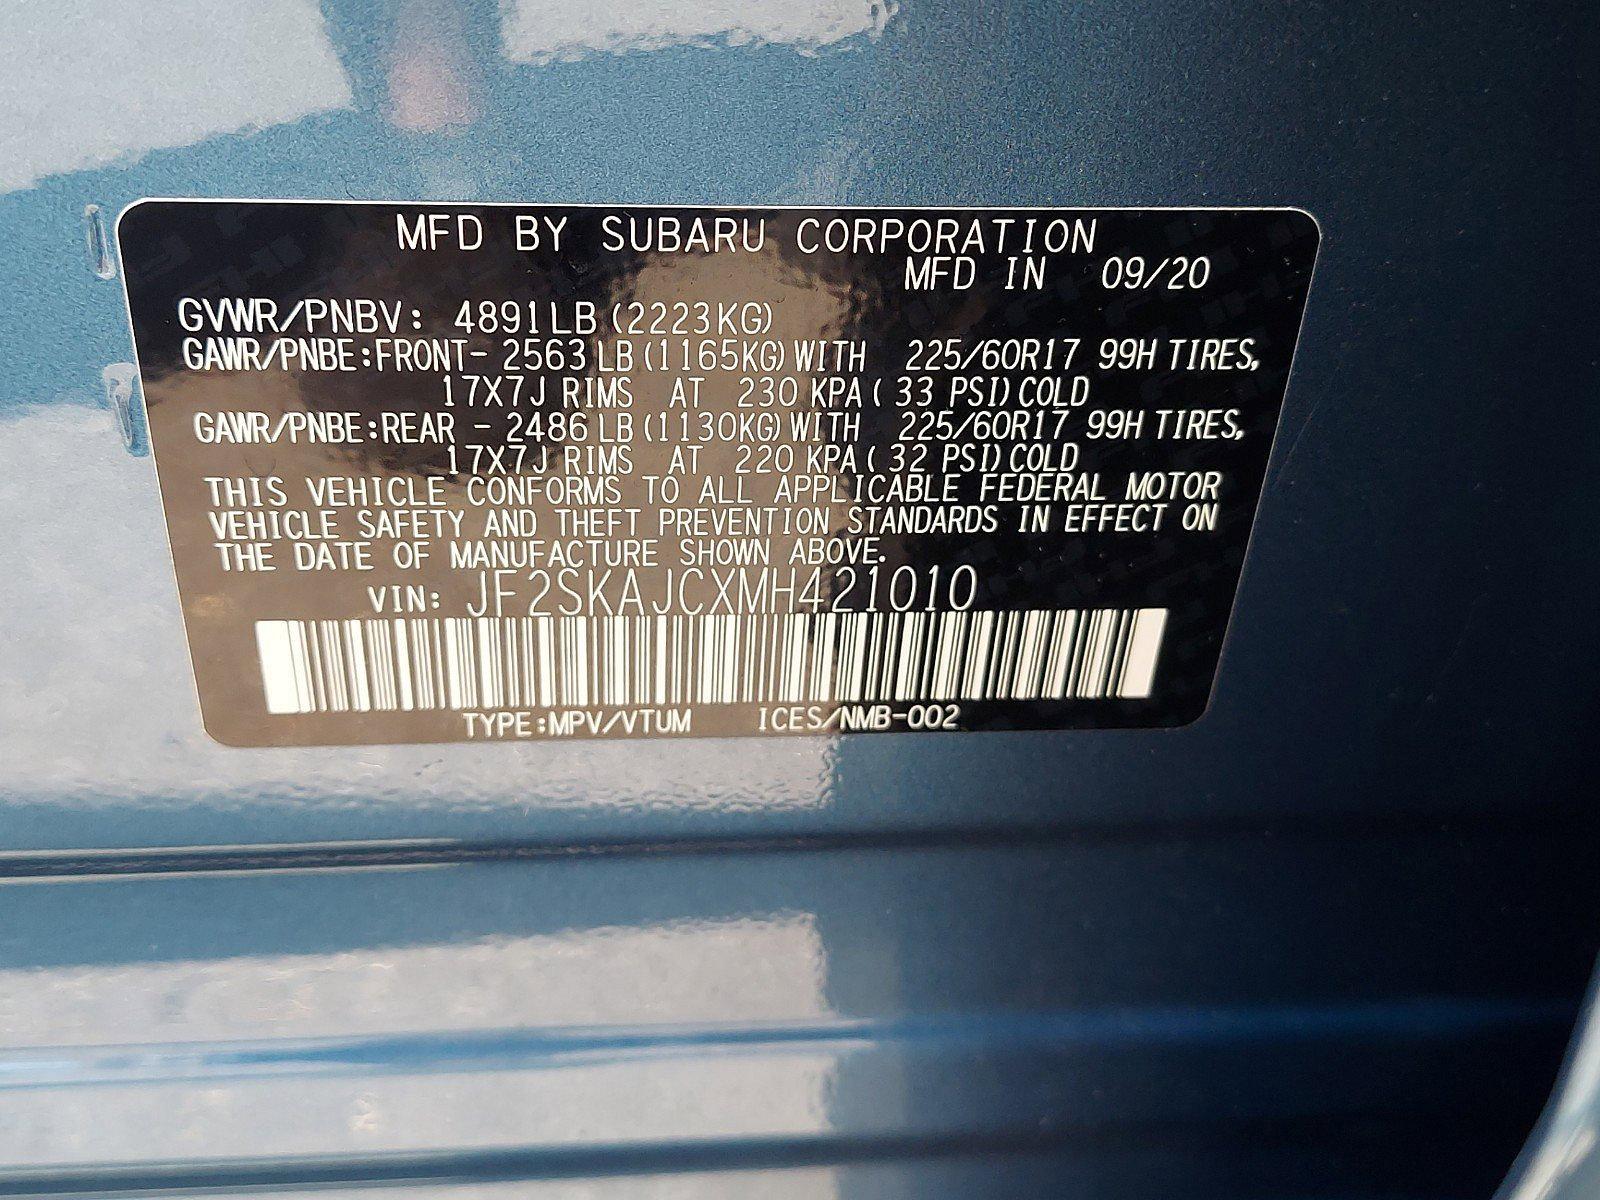 MFD BY SUBARU CORPORATION
MFD IN 09/20
GVWR/PNBV: 4891LB (2223KG)
GAWR/PNBE:FRONT- 2563 LB (1165KG) WITH 225/60R17 99H TIRES,
17X7J RIMS AT 230 KPA ( 33 PSI) COLD
GAWR/PNBE:REAR - 2486 LB (1130KG) WITH 225/60R17 99H TIRES,
17X7J RIMS AT 220 KPA ( 32 PSI) COLD
THIS VEHICLE CONFORMS TO ALL APPLICABLE FEDERAL MOTOR
VEHICLE SAFETY AND THEFT PREVENTION STANDARDS IN EFFECT ON
THE DATE OF MANUFACTURE SHOWN ABOVE.
VIN: JF2SKAJCXMH421010
TYPE:MPV/VTUM ICES/NMB-002